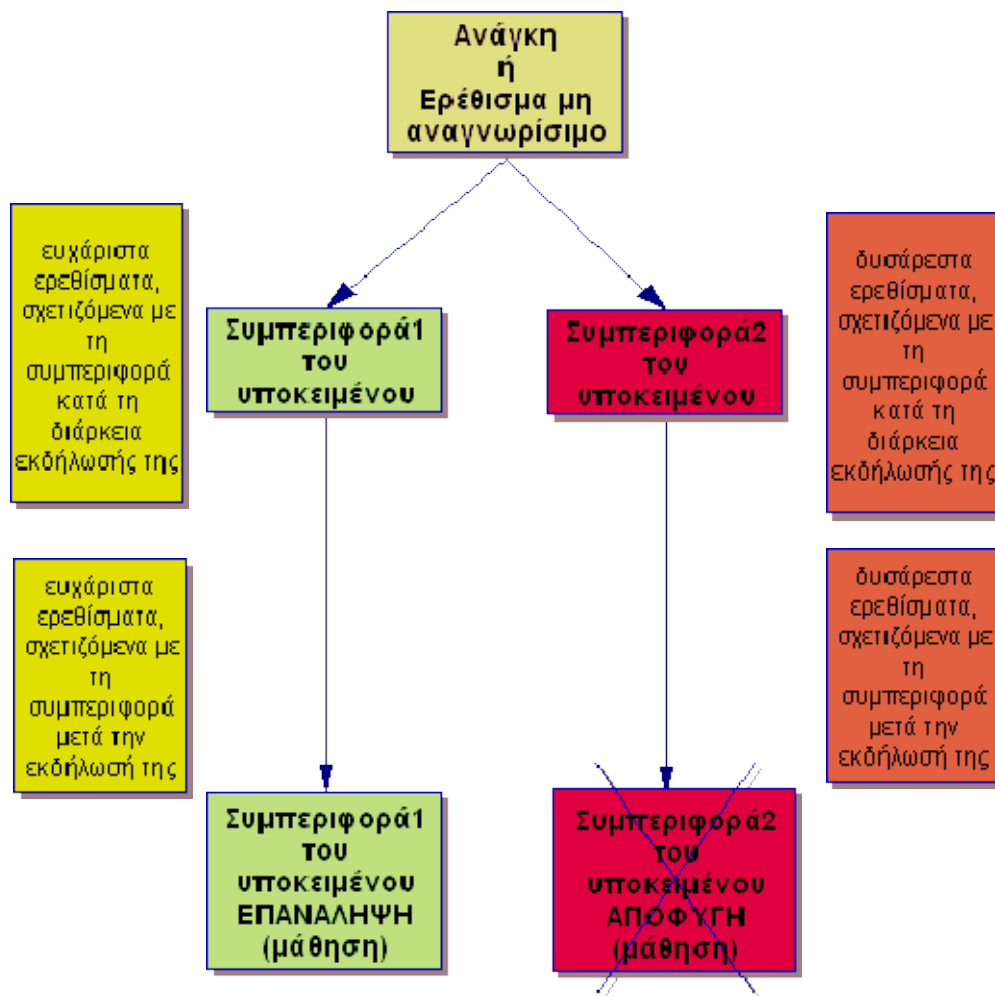 Ανάγκη
ή
Ερέθισμα μη
αναγνωρίσιμο
ευχάριστα
ερεθίσματα,
σχετιζόμενα με
τη
συμπεριφορά
κατά τη
διάρκεια
εκδήλωσής της
Συμπεριφορά1
του
υποκειμένου
Συμπεριφορά2
του
υποκειμένου
δυσάρεστα
ερεθίσματα,
σχετιζόμενα με
τη
συμπεριφορά
κατά τη
διάρκεια
εκδήλωσής της
ευχάριστα
ερεθίσματα,
σχετιζόμενα με
τη
συμπεριφορά
μετά την
εκδήλωσή της
Συμπεριφορά1
του
υποκειμένου
ΕΠΑΝΑΛΗΨΗ
(μάθηση)
Συμπεριφορά2
του
υποκειμένου
ΑΠΟΦΥΓΗ
(μάθηση)
δυσάρεστα
ερεθίσματα,
σχετιζόμενα με
τη
συμπεριφορά
μετά την
εκδήλωσή της